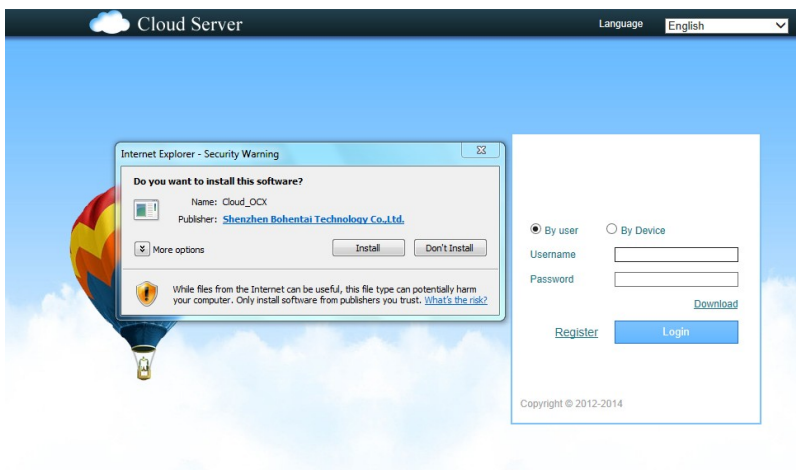 Cloud Server
Language English
Internet Explorer - Security Warning
Do you want to install this software?
Name: Cloud_OCX
Publisher: Shenzhen Bohentai Technology Co.,Ltd.
More options Install Don't Install
While files from the Internet can be useful, this file type can potentially harm
your computer. Only install software from publishers you trust. What's the risk?
By user By Device
Username
Password
Download
Register Login
Copyright © 2012-2014